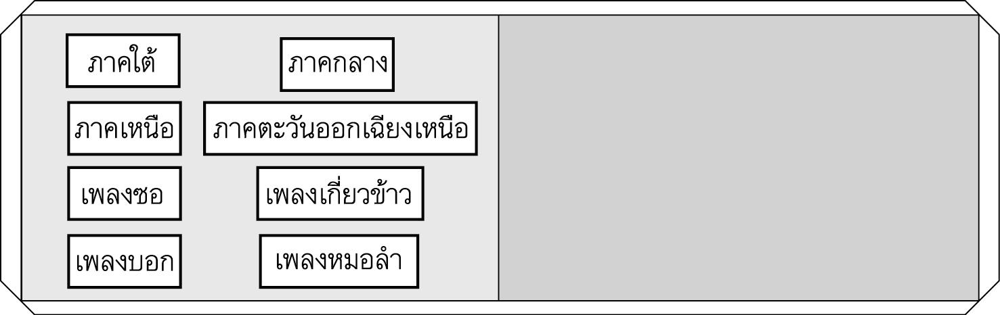 ภาคใต้ ภาคกลาง
ภาคเหนือ ภาคตะวันออกเฉียงเหนือ
เพลงซอ เพลงเกี่ยวข้าว
เพลงบอก เพลงหมอลำ